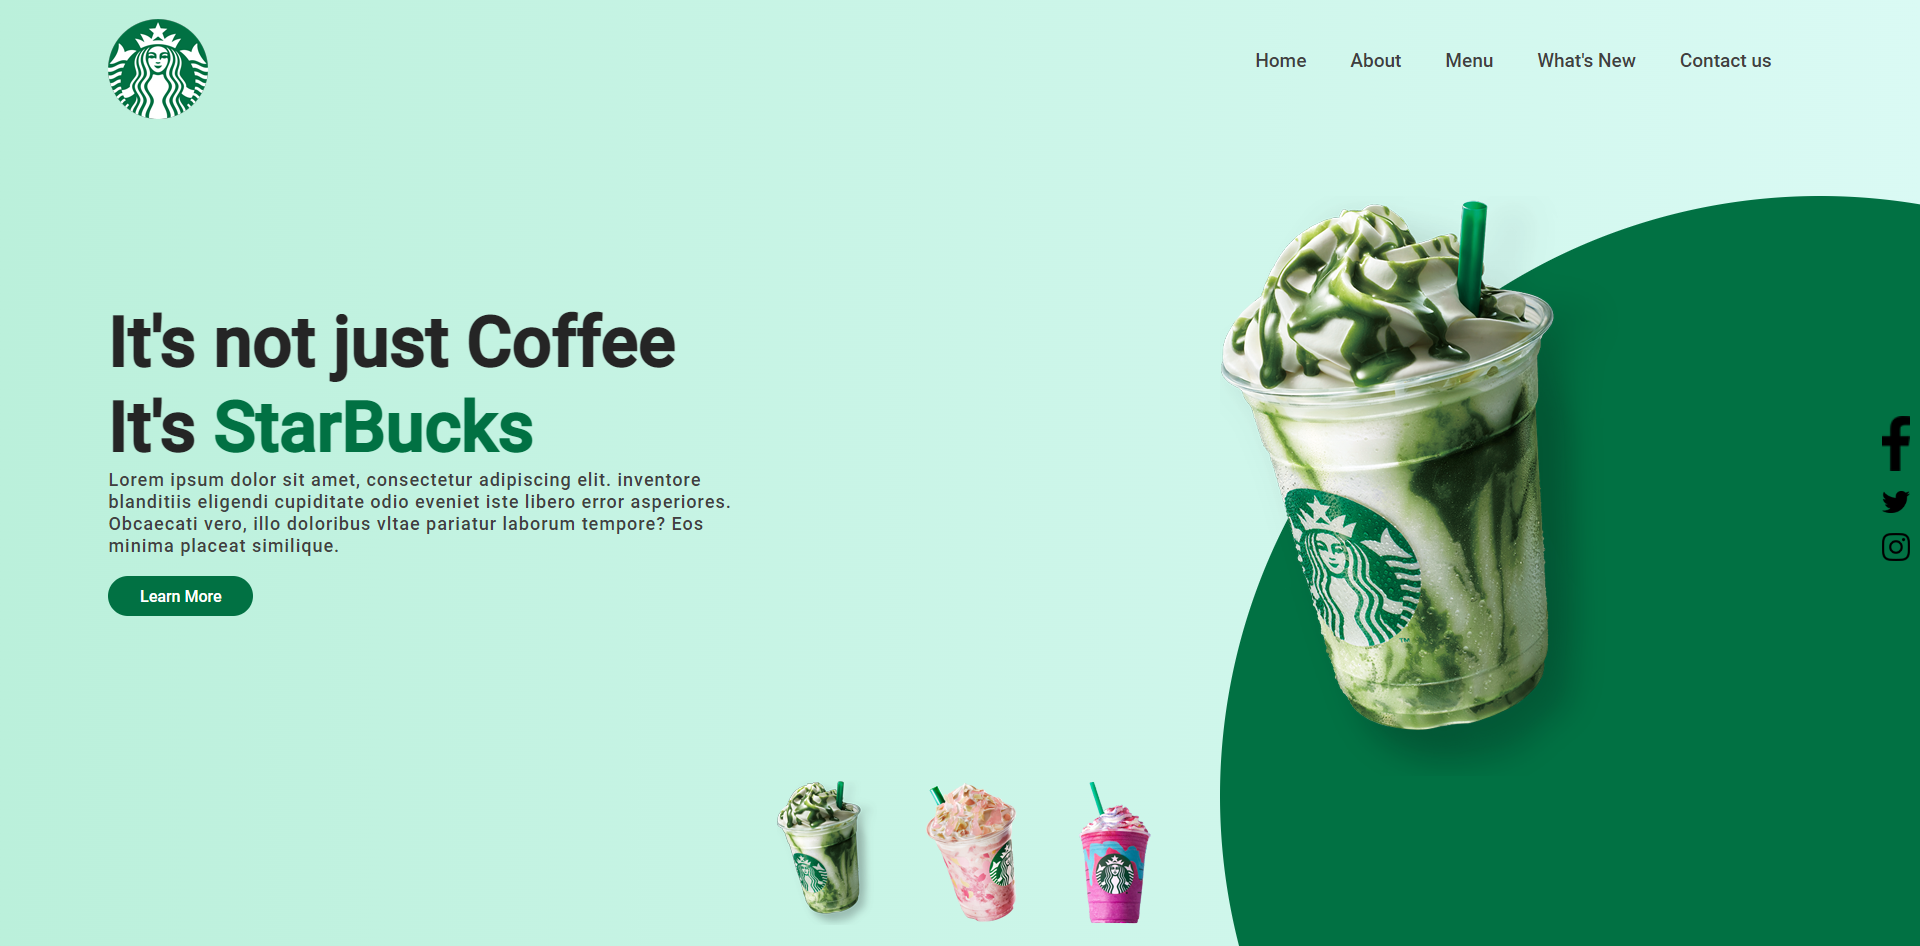 Home About Menu What's New Contact us
It's not just Coffee
It's StarBucks
Lorem ipsum dolor sit amet, consectetur adipiscing elit. inventore
blanditiis eligendi cupiditate odio eveniet iste libero error asperiores.
Obcaecati vero, illo doloribus vltae pariatur laborum tempore? Eos
minima placeat similique.
Learn More
TM